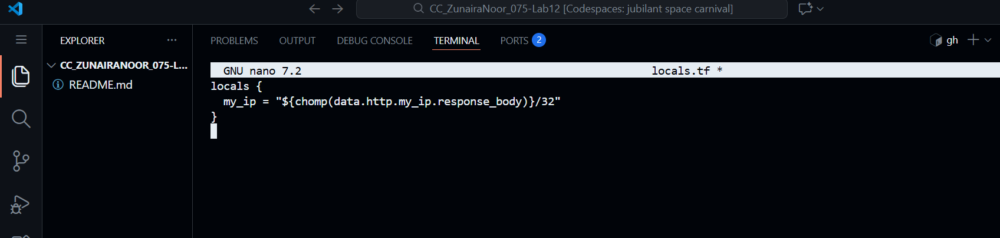 CC_ZunairaNoor_075-Lab12 [Codespaces: jubilant space carnival]
EXPLORER
PROBLEMS OUTPUT DEBUG CONSOLE TERMINAL PORTS 2 gh
CC_ZUNAIRANOOR_075-L...
README.md
GNU nano 7.2 locals.tf *
locals {
  my_ip = "${chomp(data.http.my_ip.response_body)}/32"
}